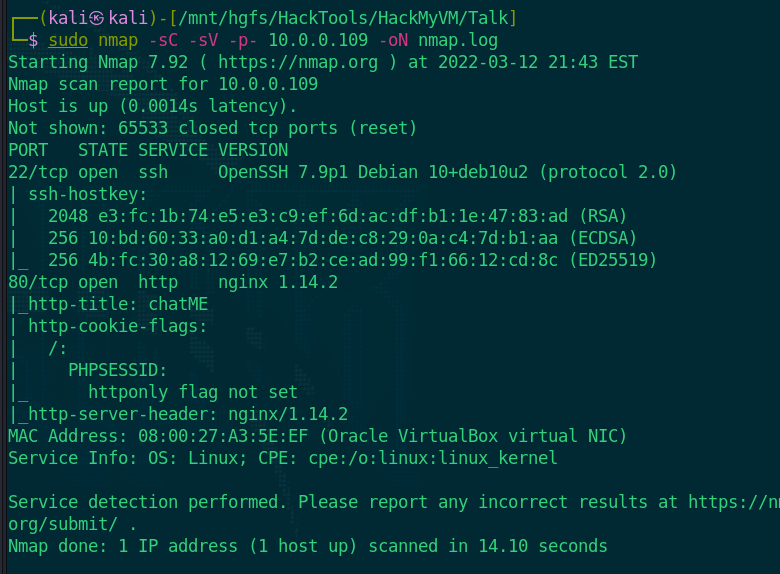 ┌──(kali㉿kali)-[/mnt/hgfs/HackTools/HackMyVM/Talk]
└─$ sudo nmap -sC -sV -p- 10.0.0.109 -oN nmap.log
Starting Nmap 7.92 ( https://nmap.org ) at 2022-03-12 21:43 EST
Nmap scan report for 10.0.0.109
Host is up (0.0014s latency).
Not shown: 65533 closed tcp ports (reset)
PORT   STATE SERVICE VERSION
22/tcp open  ssh     OpenSSH 7.9p1 Debian 10+deb10u2 (protocol 2.0)
| ssh-hostkey:
|   2048 e3:fc:1b:74:e5:e3:c9:ef:6d:ac:df:b1:1e:47:83:ad (RSA)
|   256 10:bd:60:33:a0:d1:a4:7d:de:c8:29:0a:c4:7d:b1:aa (ECDSA)
|_  256 4b:fc:30:a8:12:69:e7:b2:ce:ad:99:f1:66:12:cd:8c (ED25519)
80/tcp open  http    nginx 1.14.2
|_http-title: chatME
| http-cookie-flags:
|   /:
|     PHPSESSID:
|_      httponly flag not set
|_http-server-header: nginx/1.14.2
MAC Address: 08:00:27:A3:5E:EF (Oracle VirtualBox virtual NIC)
Service Info: OS: Linux; CPE: cpe:/o:linux:linux_kernel

Service detection performed. Please report any incorrect results at https://nm
org/submit/ .
Nmap done: 1 IP address (1 host up) scanned in 14.10 seconds